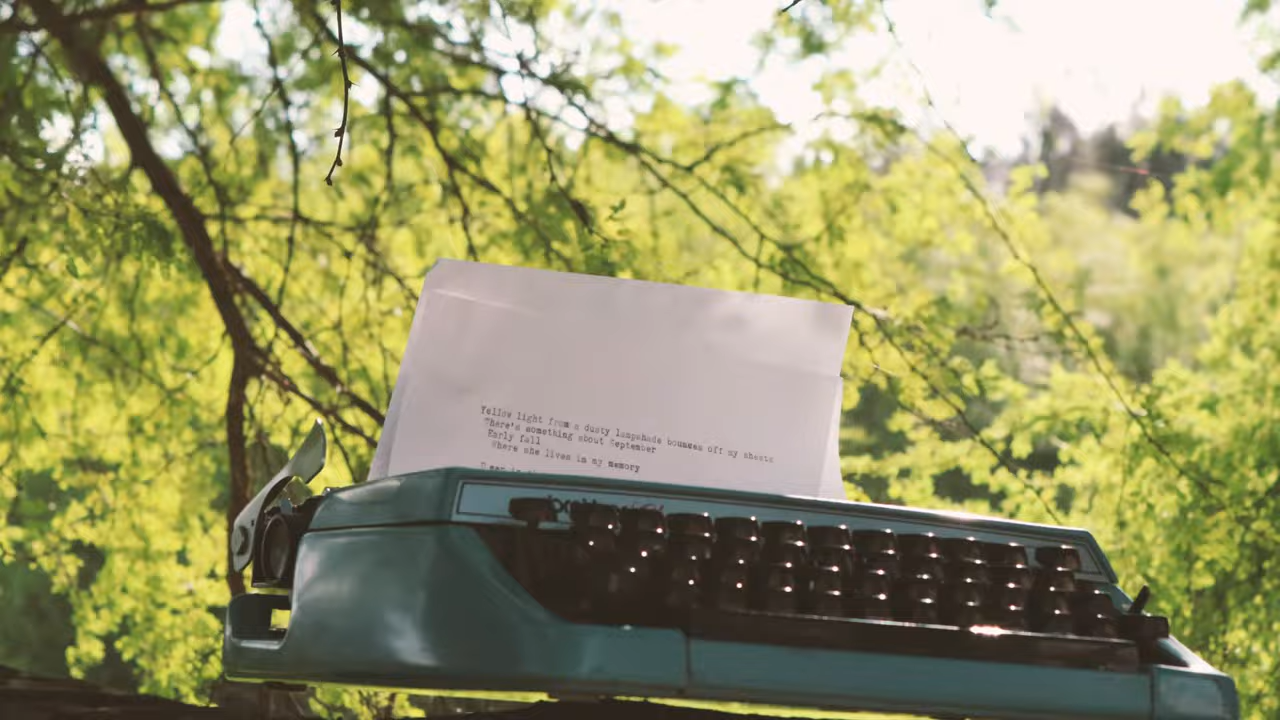 Yellow light from a dusty lampshade bounses off my sheets
There's something about September
Early fall
Where she lives in my memory